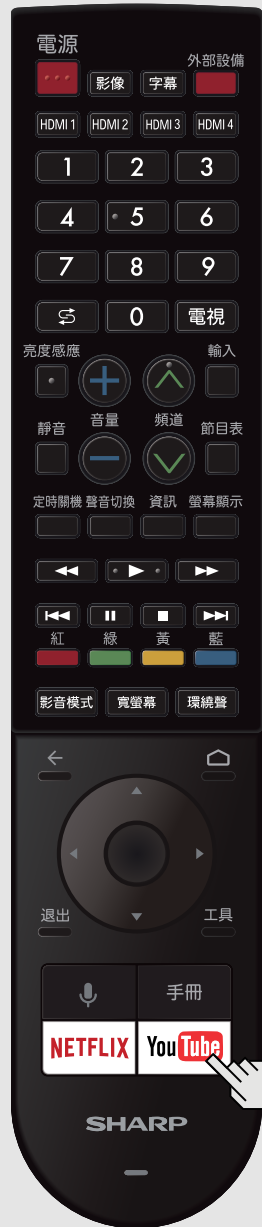 電源
外部設備
影像 字幕
HDMI 1 HDMI 2 HDMI 3 HDMI 4
1 2 3
4 5 6
7 8 9
0 電視
亮度感應 輸入
靜音 音量 頻道 節目表
定時關機 聲音切換 資訊 螢幕顯示
紅 綠 黃 藍
影音模式 寬螢幕 環繞聲
退出 工具
手冊
NETFLIX YouTube
SHARP